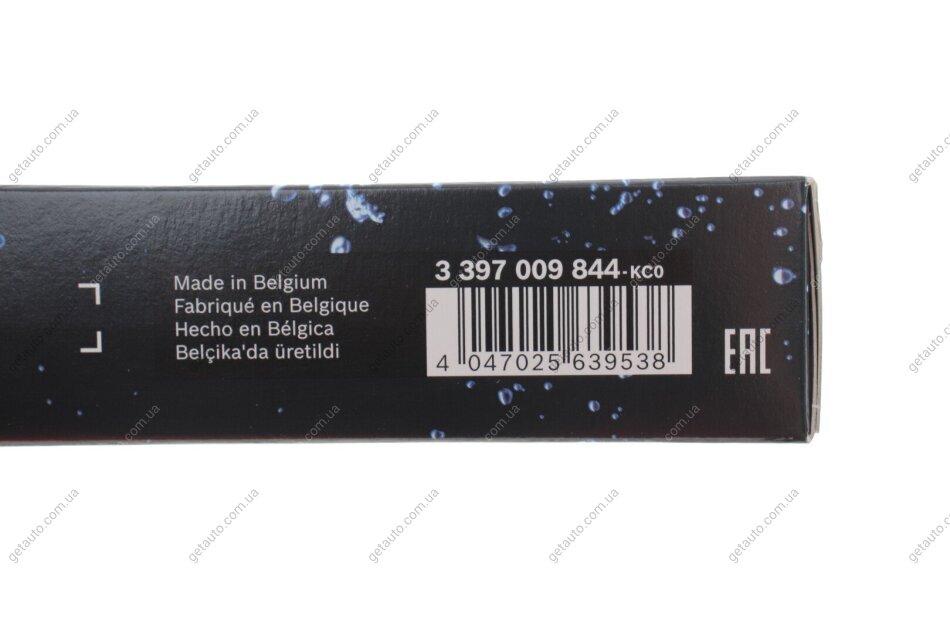 Made in Belgium
Fabriqué en Belgique
Hecho en Bélgica
Belçika'da üretildi
3 397 009 844-KC0
4 047025 639538
EAC
getauto.com.ua